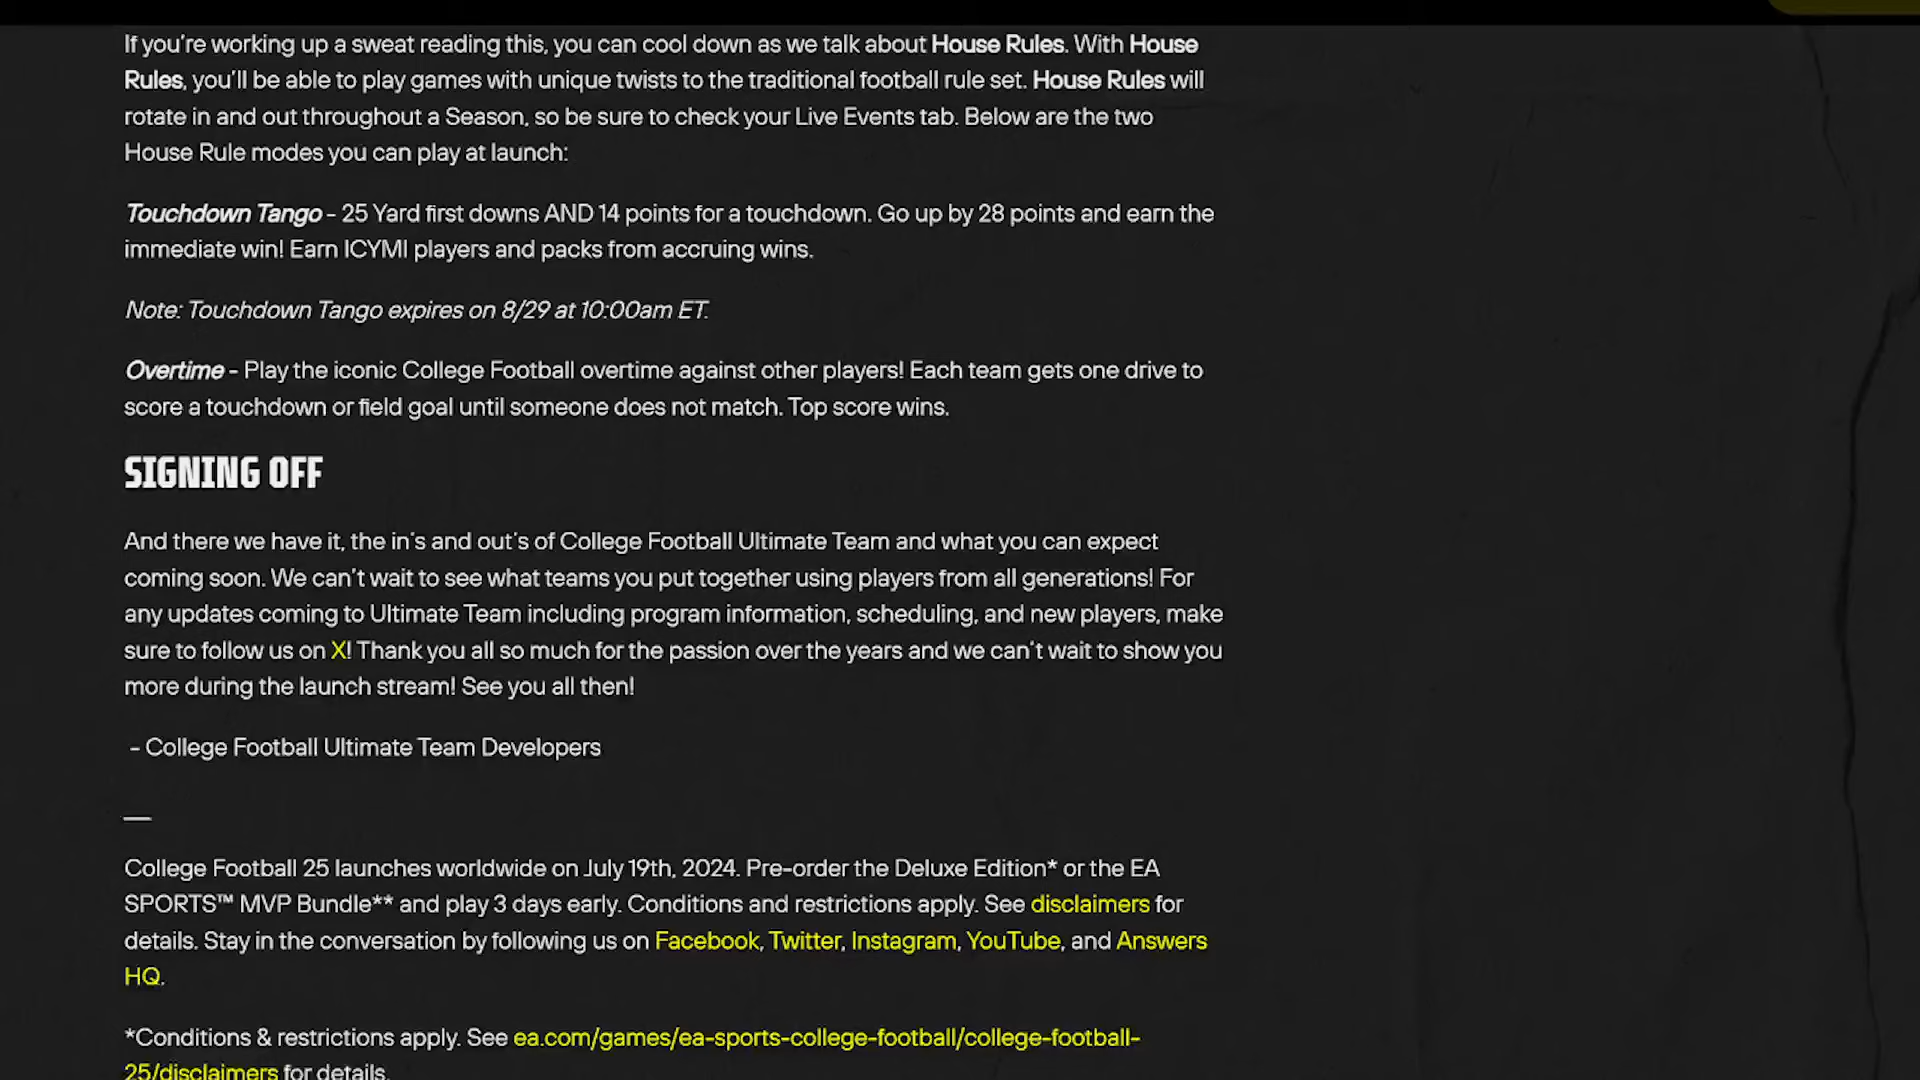 If you're working up a sweat reading this, you can cool down as we talk about House Rules. With House
Rules, you'll be able to play games with unique twists to the traditional football rule set. House Rules will
rotate in and out throughout a Season, so be sure to check your Live Events tab. Below are the two
House Rule modes you can play at launch:
Touchdown Tango - 25 Yard first downs AND 14 points for a touchdown. Go up by 28 points and earn the
immediate win! Earn ICYMI players and packs from accruing wins.
Note: Touchdown Tango expires on 8/29 at 10:00am ET.
Overtime - Play the iconic College Football overtime against other players! Each team gets one drive to
score a touchdown or field goal until someone does not match. Top score wins.
SIGNING OFF
And there we have it, the in's and out's of College Football Ultimate Team and what you can expect
coming soon. We can't wait to see what teams you put together using players from all generations! For
any updates coming to Ultimate Team including program information, scheduling, and new players, make
sure to follow us on X! Thank you all so much for the passion over the years and we can't wait to show you
more during the launch stream! See you all then!
- College Football Ultimate Team Developers
—
College Football 25 launches worldwide on July 19th, 2024. Pre-order the Deluxe Edition* or the EA
SPORTS™ MVP Bundle** and play 3 days early. Conditions and restrictions apply. See disclaimers for
details. Stay in the conversation by following us on Facebook, Twitter, Instagram, YouTube, and Answers
HQ.
*Conditions & restrictions apply. See ea.com/games/ea-sports-college-football/college-football-
25/disclaimers for details.